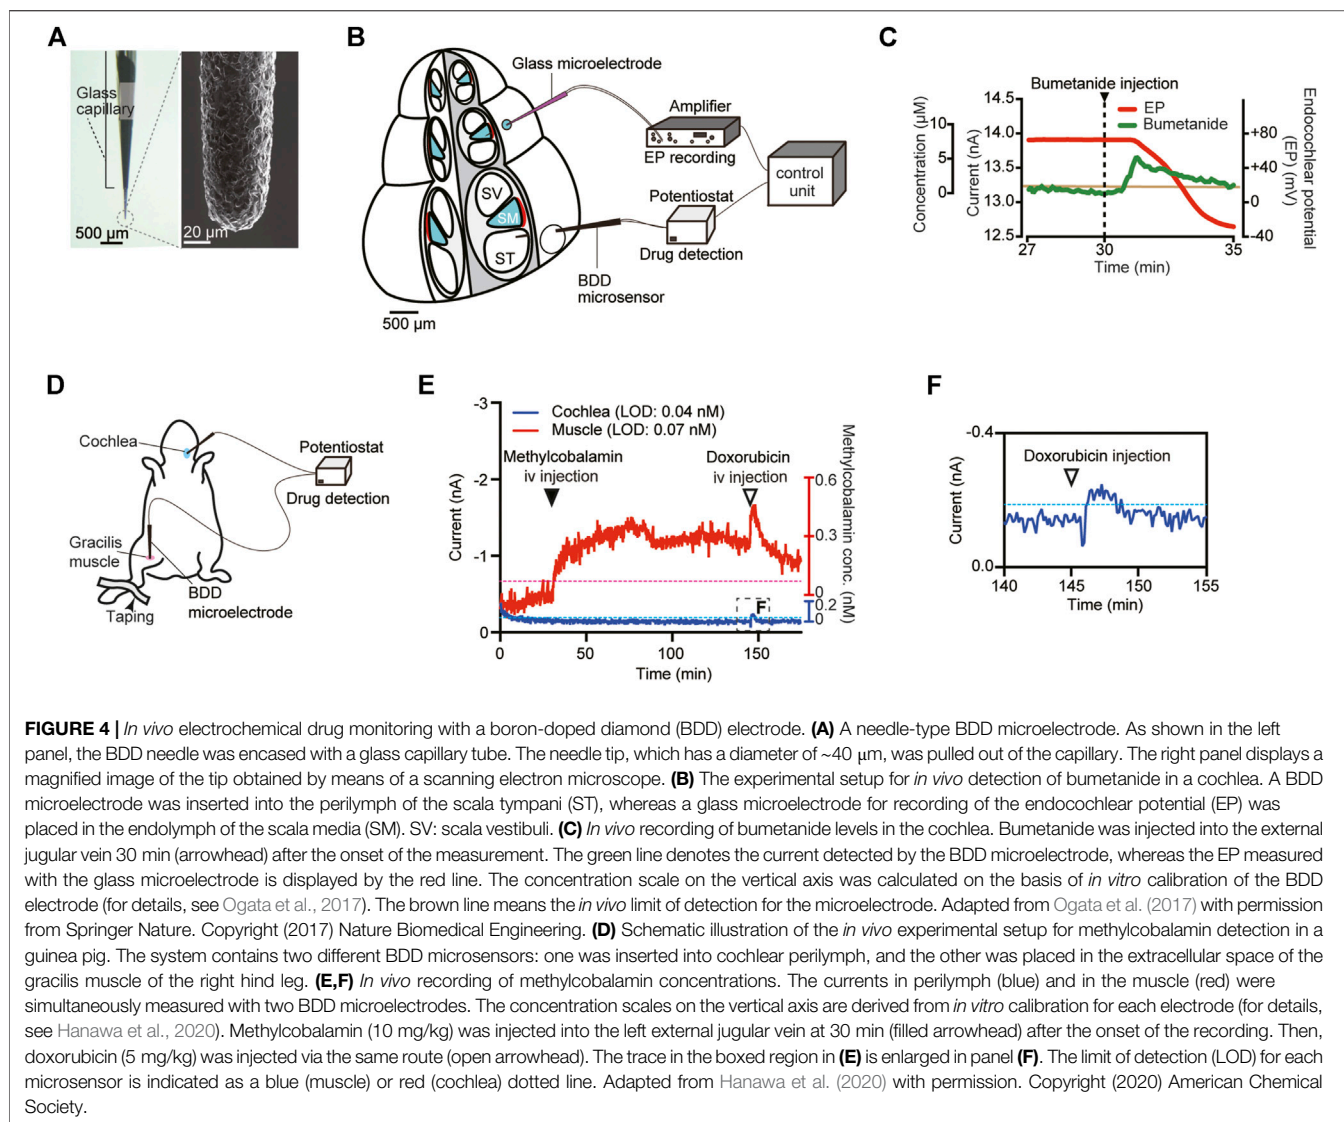 A
Glass
capillary
500 µm
20 µm
B
Glass microelectrode
Amplifier
EP recording
control
unit
Potentiostat
Drug detection
SV
SM
ST
BDD
microsensor
500 µm
C
Bumetanide injection
EP
Bumetanide
Concentration (µM)
10
5
0
Current (nA)
14.5
14.0
13.5
13.0
12.5
+80
+40
0
-40
Endocochlear potential
(EP) (mV)
27
30
35
Time (min)
D
Cochlea
Potentiostat
Drug detection
Gracilis
muscle
BDD
microelectrode
Taping
E
Cochlea (LOD: 0.04 nM)
Muscle (LOD: 0.07 nM)
Methylcobalamin
iv injection
Doxorubicin
iv injection
Current (nA)
-3
-2
-1
0
0.6
0.3
0
0.2
0
Methylcobalamin conc. (nM)
F
0
50
100
150
Time (min)
F
Doxorubicin injection
Current (nA)
-0.4
0.0
140
145
150
155
Time (min)
FIGURE 4 | In vivo electrochemical drug monitoring with a boron-doped diamond (BDD) electrode. (A) A needle-type BDD microelectrode. As shown in the left
panel, the BDD needle was encased with a glass capillary tube. The needle tip, which has a diameter of ~40 µm, was pulled out of the capillary. The right panel displays a
magnified image of the tip obtained by means of a scanning electron microscope. (B) The experimental setup for in vivo detection of bumetanide in a cochlea. A BDD
microelectrode was inserted into the perilymph of the scala tympani (ST), whereas a glass microelectrode for recording of the endocochlear potential (EP) was
placed in the endolymph of the scala media (SM). SV: scala vestibuli. (C) In vivo recording of bumetanide levels in the cochlea. Bumetanide was injected into the external
jugular vein 30 min (arrowhead) after the onset of the measurement. The green line denotes the current detected by the BDD microelectrode, whereas the EP measured
with the glass microelectrode is displayed by the red line. The concentration scale on the vertical axis was calculated on the basis of in vitro calibration of the BDD
electrode (for details, see Ogata et al., 2017). The brown line means the in vivo limit of detection for the microelectrode. Adapted from Ogata et al. (2017) with permission
from Springer Nature. Copyright (2017) Nature Biomedical Engineering. (D) Schematic illustration of the in vivo experimental setup for methylcobalamin detection in a
guinea pig. The system contains two different BDD microsensors: one was inserted into cochlear perilymph, and the other was placed in the extracellular space of the
gracilis muscle of the right hind leg. (E,F) In vivo recording of methylcobalamin concentrations. The currents in perilymph (blue) and in the muscle (red) were
simultaneously measured with two BDD microelectrodes. The concentration scales on the vertical axis are derived from in vitro calibration for each electrode (for details,
see Hanawa et al., 2020). Methylcobalamin (10 mg/kg) was injected into the left external jugular vein at 30 min (filled arrowhead) after the onset of the recording. Then,
doxorubicin (5 mg/kg) was injected via the same route (open arrowhead). The trace in the boxed region in (E) is enlarged in panel (F). The limit of detection (LOD) for each
microsensor is indicated as a blue (muscle) or red (cochlea) dotted line. Adapted from Hanawa et al. (2020) with permission. Copyright (2020) American Chemical
Society.